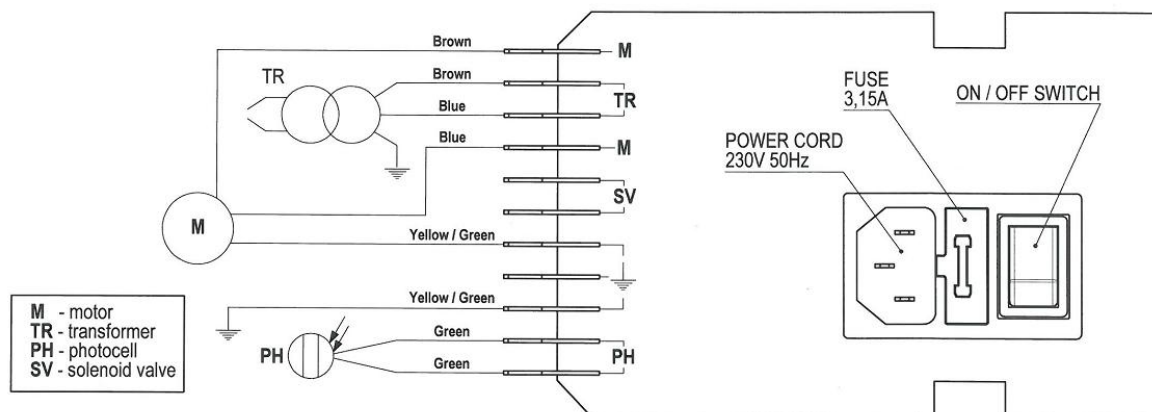 Brown
M
TR
Brown
TR
Blue
Blue
M
SV
M
Yellow / Green
Yellow / Green
Green
PH
PH
Green
M - motor
TR - transformer
PH - photocell
SV - solenoid valve
FUSE
3,15A
ON / OFF SWITCH
POWER CORD
230V 50Hz